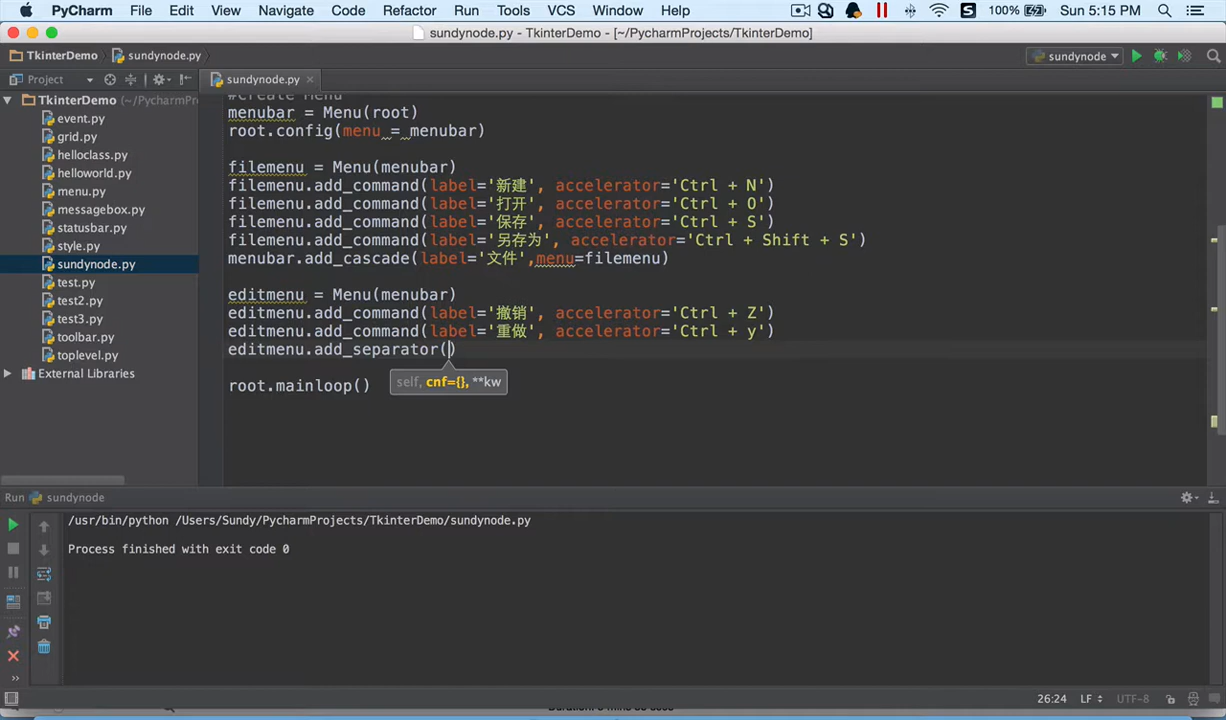 PyCharm File Edit View Navigate Code Refactor Run Tools VCS Window Help 100% Sun 5:15 PM
sundynode.py - TkinterDemo - [~/PycharmProjects/TkinterDemo]
TkinterDemo sundynode.py sundynode
Project sundynode.py
TkinterDemo (~/PycharmPr
event.py
grid.py
helloclass.py
helloworld.py
menu.py
messagebox.py
statusbar.py
style.py
sundynode.py
test.py
test2.py
test3.py
toolbar.py
toplevel.py
External Libraries
#Create Menu
menubar = Menu(root)
root.config(menu = menubar)
filemenu = Menu(menubar)
filemenu.add_command(label='新建', accelerator='Ctrl + N')
filemenu.add_command(label='打开', accelerator='Ctrl + O')
filemenu.add_command(label='保存', accelerator='Ctrl + S')
filemenu.add_command(label='另存为', accelerator='Ctrl + Shift + S')
menubar.add_cascade(label='文件',menu=filemenu)
editmenu = Menu(menubar)
editmenu.add_command(label='撤销', accelerator='Ctrl + Z')
editmenu.add_command(label='重做', accelerator='Ctrl + y')
editmenu.add_separator()
self, cnf={}, **kw
root.mainloop()
Run sundynode
/usr/bin/python /Users/Sundy/PycharmProjects/TkinterDemo/sundynode.py
Process finished with exit code 0
26:24 LF UTF-8